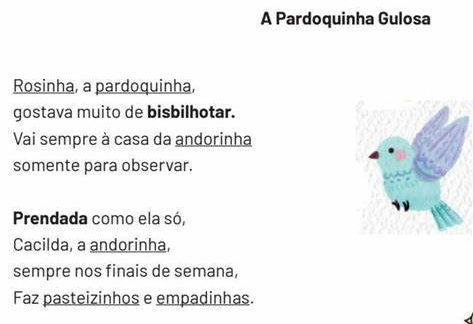 A Pardoquinha Gulosa
Rosinha, a pardoquinha,
gostava muito de bisbilhotar.
Vai sempre à casa da andorinha
somente para observar.
Prendada como ela só,
Cacilda, a andorinha,
sempre nos finais de semana,
Faz pasteizinhos e empadinhas.